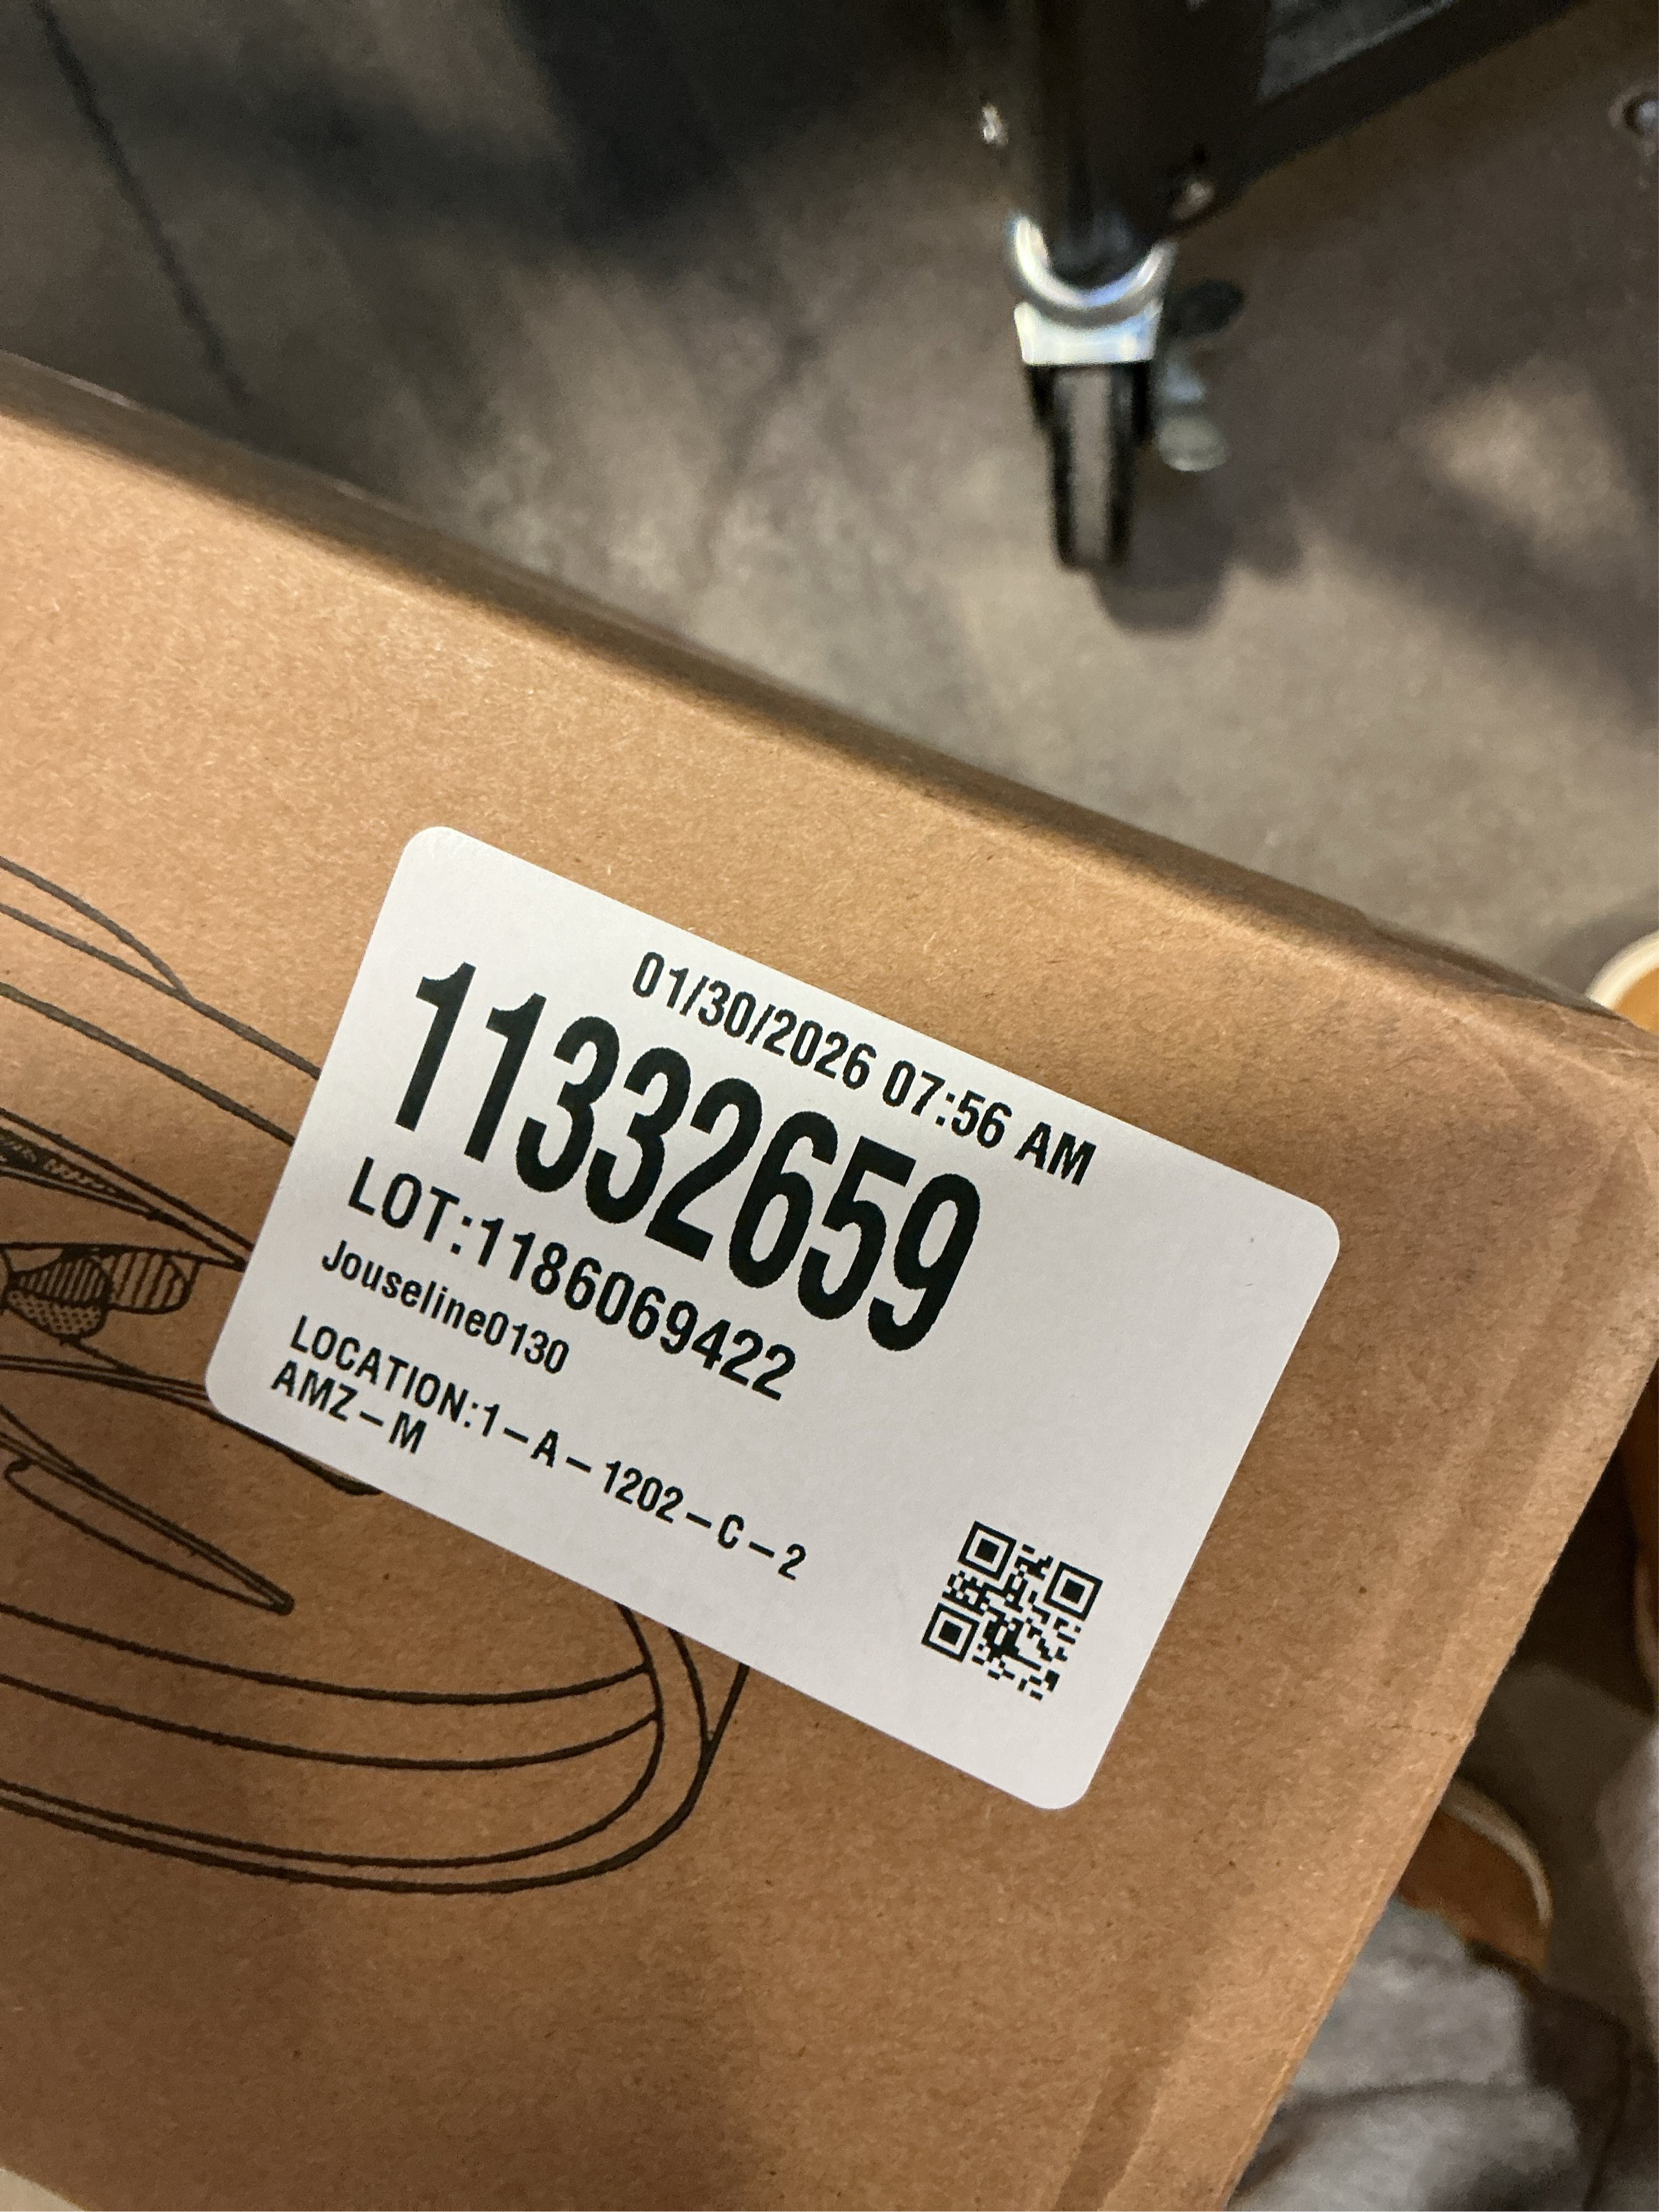 01/30/2026 07:56 AM
11332659
LOT:1186069422
Jouseline0130
LOCATION:1-A-1202-C-2
AMZ-M